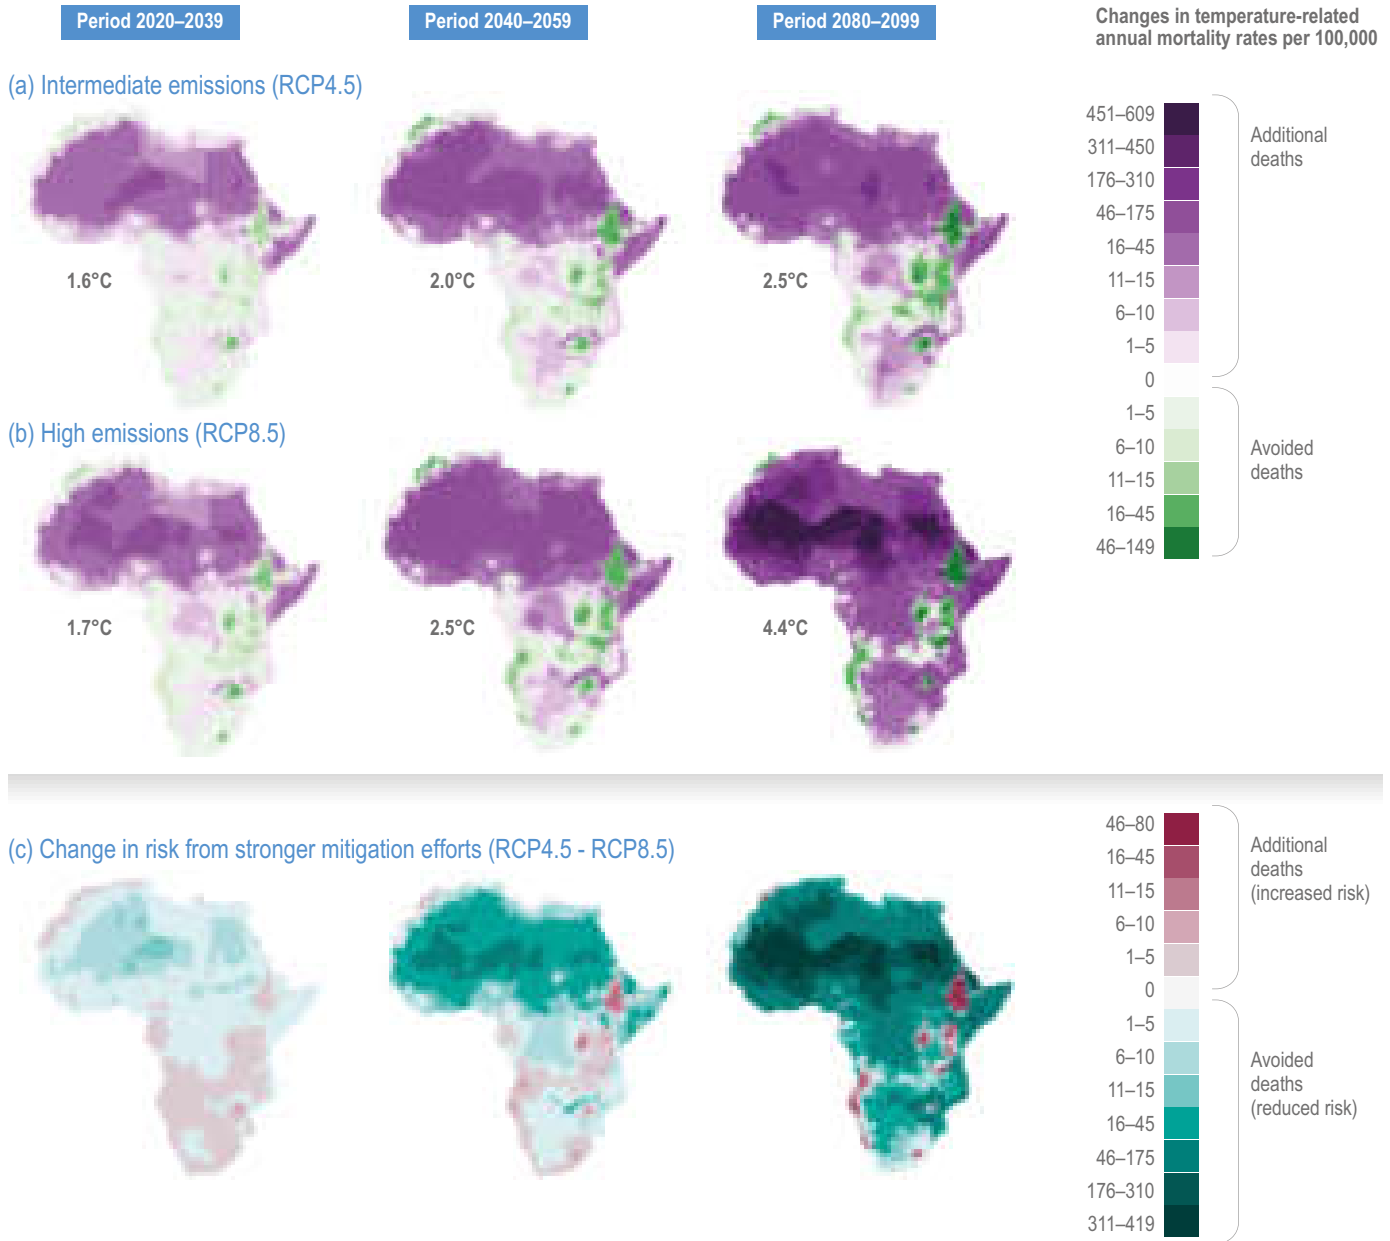 Period 2020–2039
Period 2040–2059
Period 2080–2099
Changes in temperature-related
annual mortality rates per 100,000
(a) Intermediate emissions (RCP4.5)
1.6°C
2.0°C
2.5°C
451–609
311–450
176–310
46–175
16–45
11–15
6–10
1–5
0
1–5
6–10
11–15
16–45
46–149
Additional
deaths
Avoided
deaths
(b) High emissions (RCP8.5)
1.7°C
2.5°C
4.4°C
(c) Change in risk from stronger mitigation efforts (RCP4.5 - RCP8.5)
46–80
16–45
11–15
6–10
1–5
0
1–5
6–10
11–15
16–45
46–175
176–310
311–419
Additional
deaths
(increased risk)
Avoided
deaths
(reduced risk)